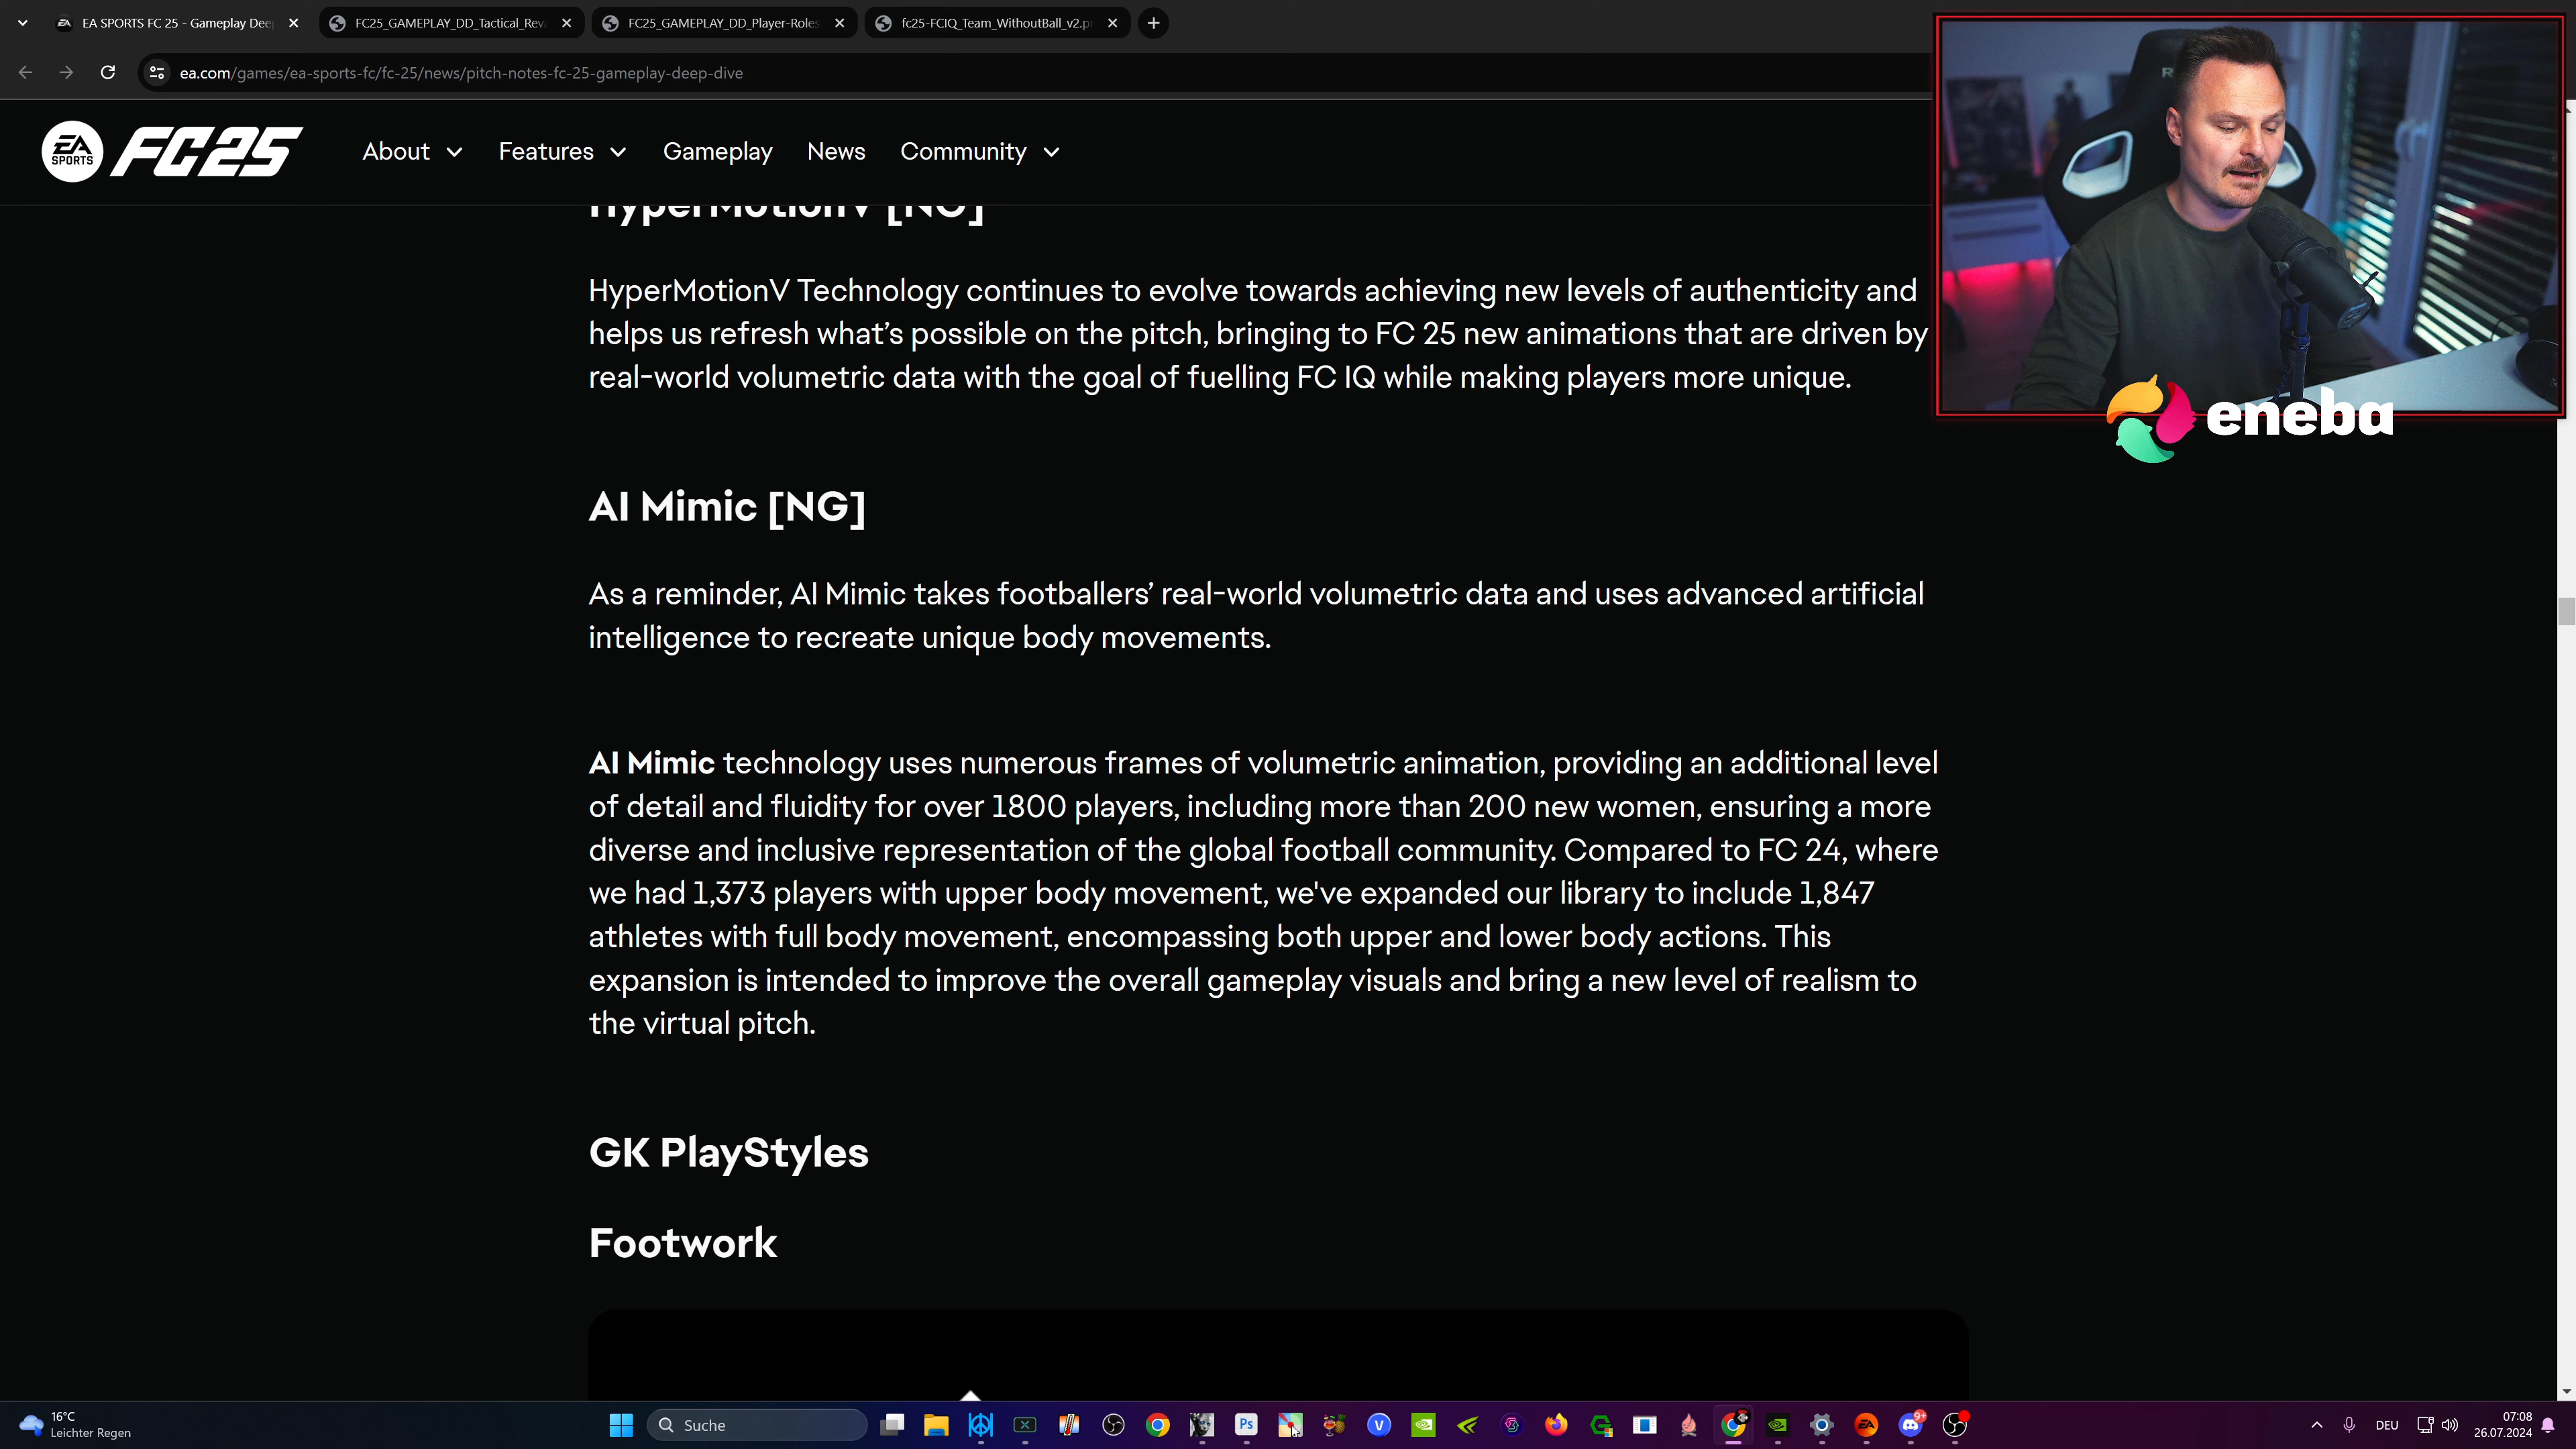 EA SPORTS FC 25 - Gameplay Dee
FC25_GAMEPLAY_DD_Tactical_Rev
FC25_GAMEPLAY_DD_Player-Roles
fc25-FCIQ_Team_WithoutBall_v2.p
ea.com/games/ea-sports-fc/fc-25/news/pitch-notes-fc-25-gameplay-deep-dive
EA SPORTS FC 25
About
Features
Gameplay
News
Community
HyperMotionV [NG]
HyperMotionV Technology continues to evolve towards achieving new levels of authenticity and
helps us refresh what’s possible on the pitch, bringing to FC 25 new animations that are driven by
real-world volumetric data with the goal of fuelling FC IQ while making players more unique.
eneba
AI Mimic [NG]
As a reminder, AI Mimic takes footballers’ real-world volumetric data and uses advanced artificial
intelligence to recreate unique body movements.
AI Mimic technology uses numerous frames of volumetric animation, providing an additional level
of detail and fluidity for over 1800 players, including more than 200 new women, ensuring a more
diverse and inclusive representation of the global football community. Compared to FC 24, where
we had 1,373 players with upper body movement, we've expanded our library to include 1,847
athletes with full body movement, encompassing both upper and lower body actions. This
expansion is intended to improve the overall gameplay visuals and bring a new level of realism to
the virtual pitch.
GK PlayStyles
Footwork
16°C
Leichter Regen
Suche
Ps
V
EA
9+
DEU
07:08
26.07.2024